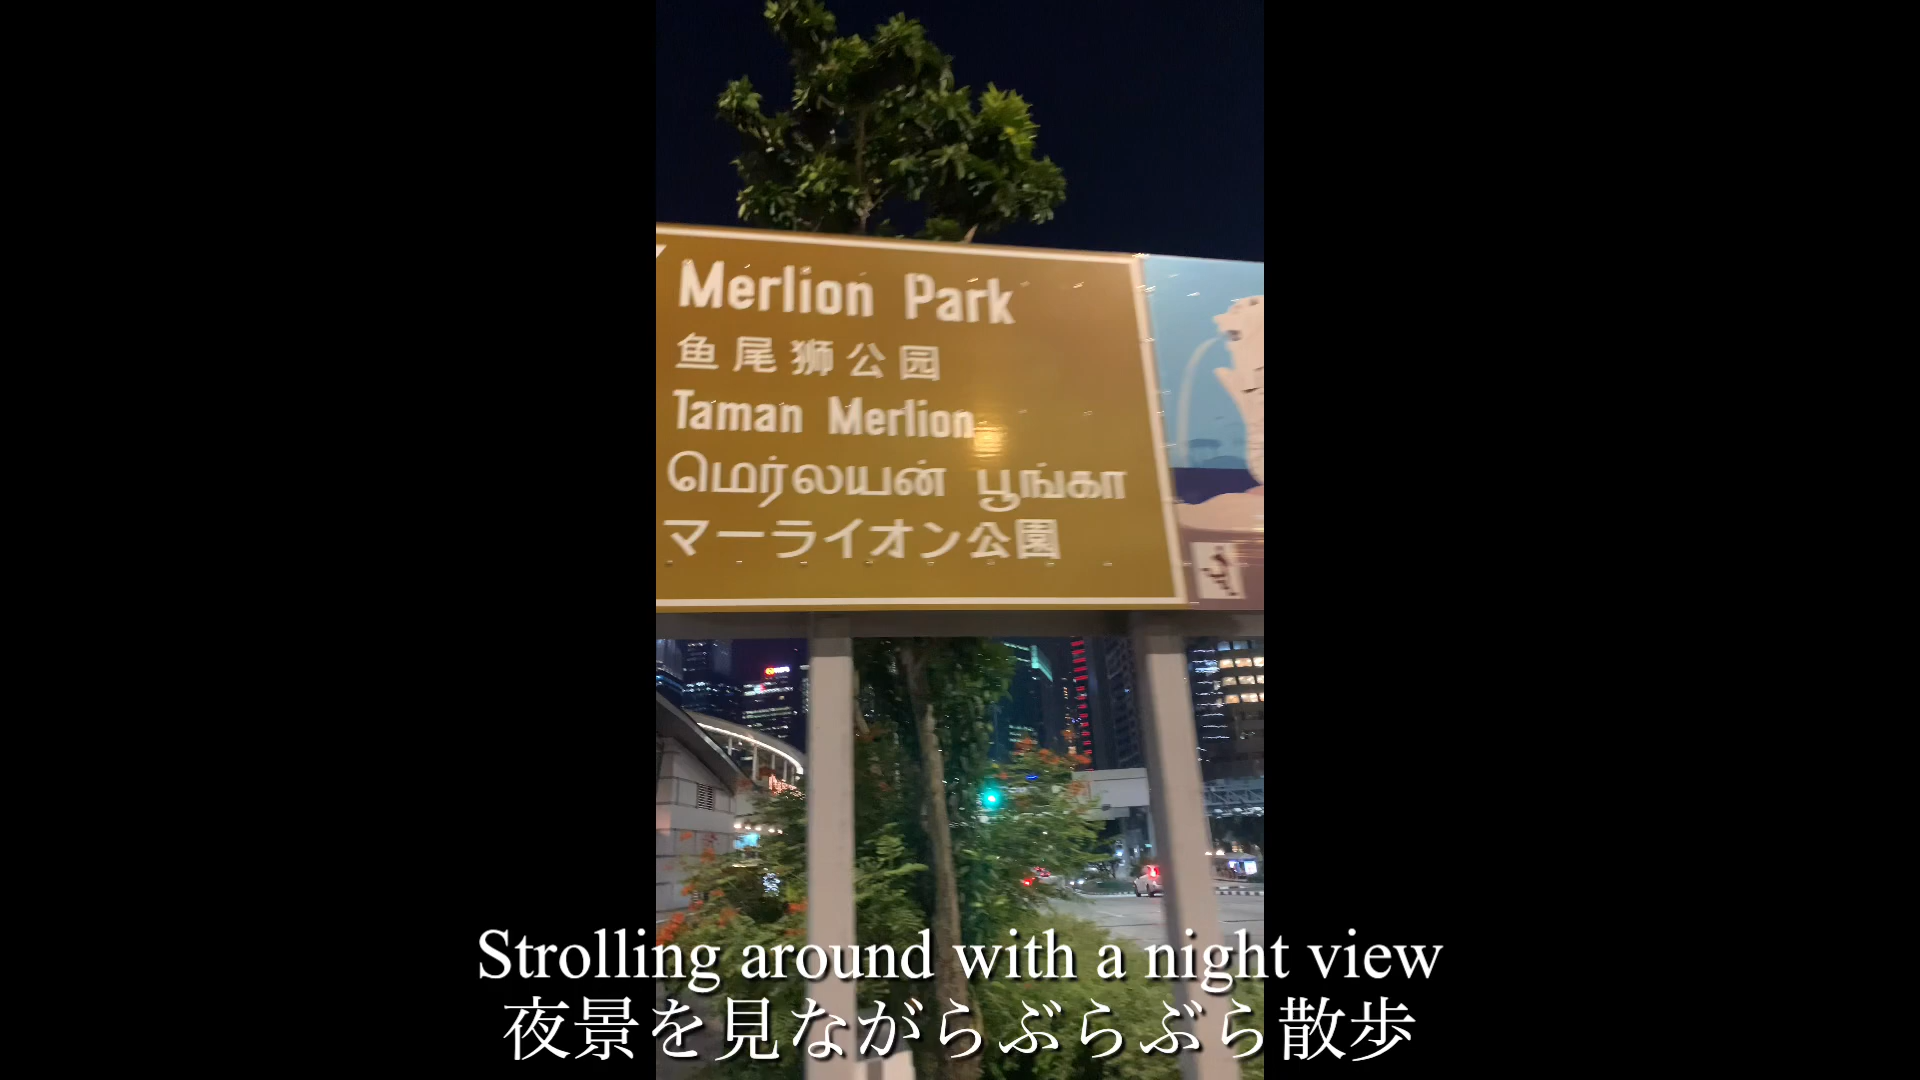 Merlion Park
鱼尾狮公园
Taman Merlion
மெர்லயன் பூங்கா
マーライオン公園
Strolling around with a night view
夜景を見ながらぶらぶら散歩